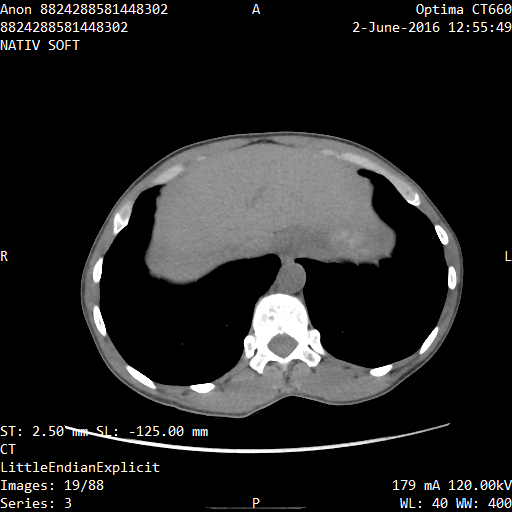 Anon 8824288581448302
A
Optima CT660
8824288581448302
2-June-2016 12:55:49
NATIV SOFT
R
L
ST: 2.50 mm SL: -125.00 mm
CT
LittleEndianExplicit
Images: 19/88
179 mA 120.00kV
Series: 3
P
WL: 40 WW: 400